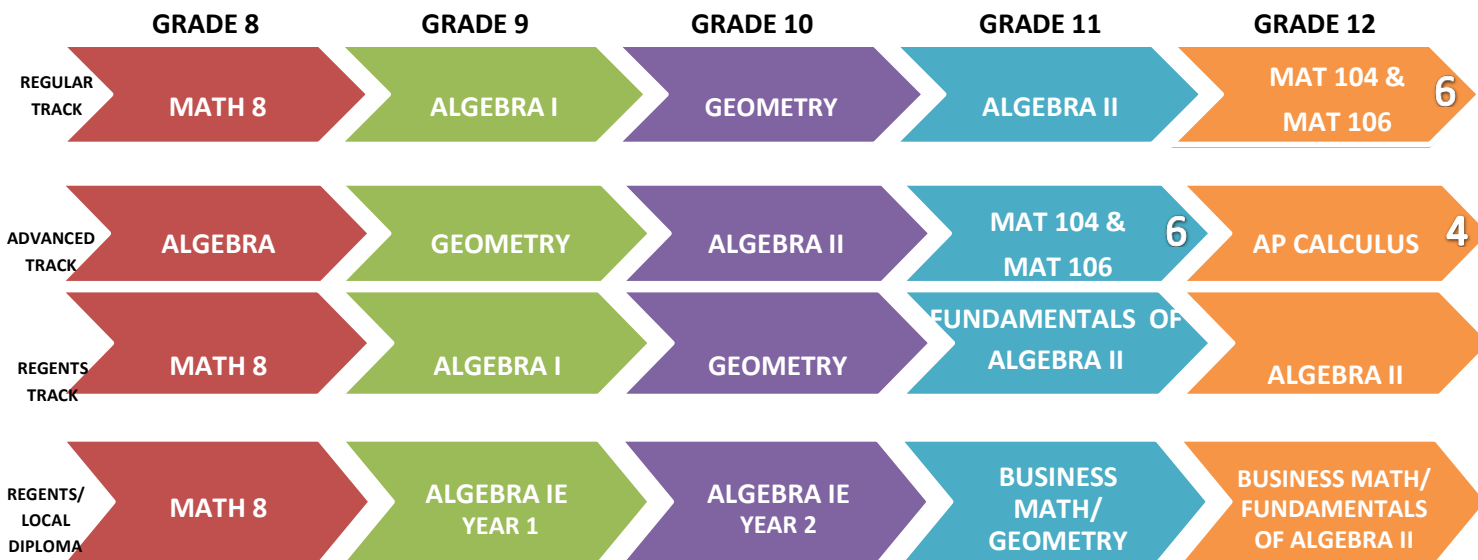 GRADE 8 GRADE 9 GRADE 10 GRADE 11 GRADE 12
REGULAR
TRACK
MATH 8
ALGEBRA I
GEOMETRY
ALGEBRA II
MAT 104 &
MAT 106
6
ADVANCED
TRACK
ALGEBRA
GEOMETRY
ALGEBRA II
MAT 104 &
MAT 106
6
AP CALCULUS
4
REGENTS
TRACK
MATH 8
ALGEBRA I
GEOMETRY
FUNDAMENTALS OF
ALGEBRA II
ALGEBRA II
REGENTS/
LOCAL
DIPLOMA
MATH 8
ALGEBRA IE
YEAR 1
ALGEBRA IE
YEAR 2
BUSINESS
MATH/
GEOMETRY
BUSINESS MATH/
FUNDAMENTALS
OF ALGEBRA II